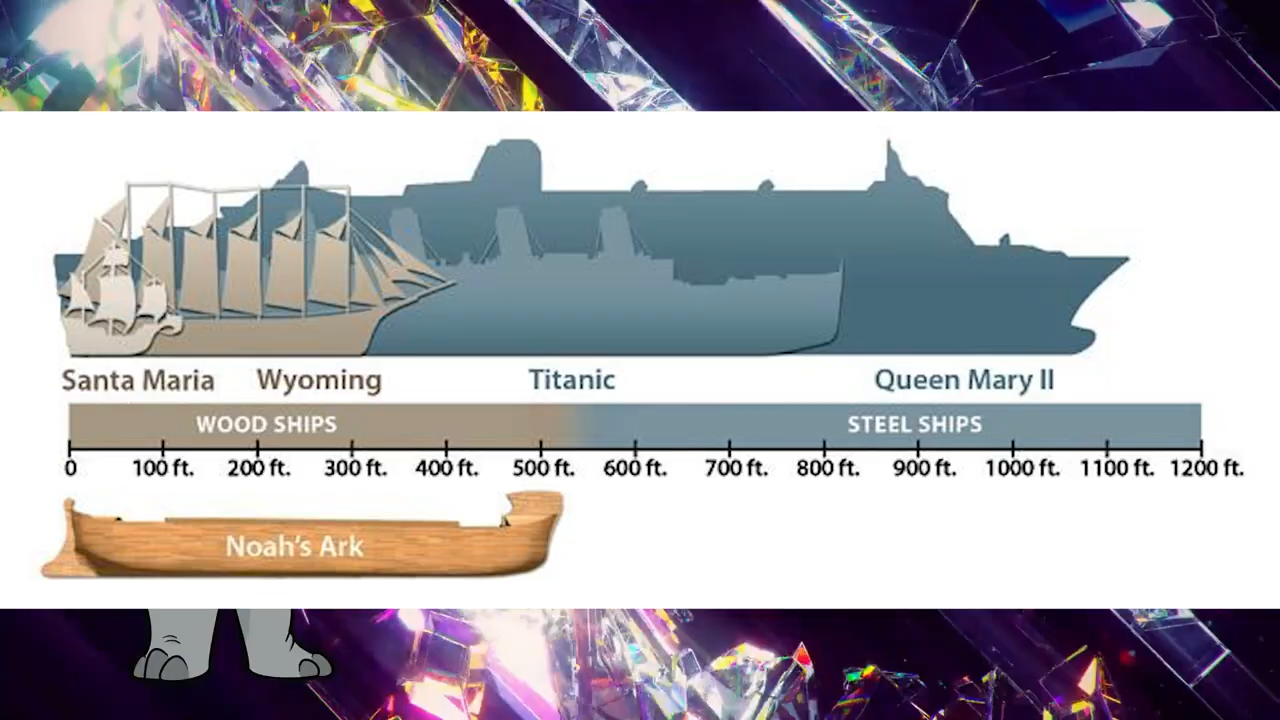 Santa Maria Wyoming Titanic Queen Mary II
WOOD SHIPS STEEL SHIPS
0 100 ft. 200 ft. 300 ft. 400 ft. 500 ft. 600 ft. 700 ft. 800 ft. 900 ft. 1000 ft. 1100 ft. 1200 ft.
Noah's Ark